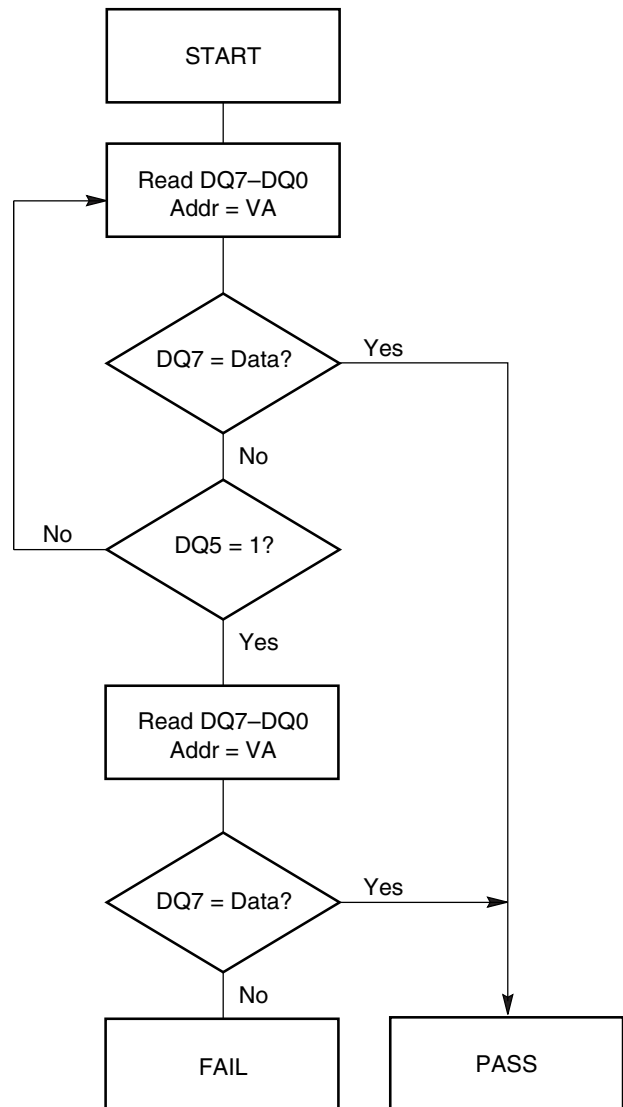 START
Read DQ7–DQ0
Addr = VA
DQ7 = Data?
Yes
No
No
DQ5 = 1?
Yes
Read DQ7–DQ0
Addr = VA
DQ7 = Data?
Yes
No
FAIL
PASS